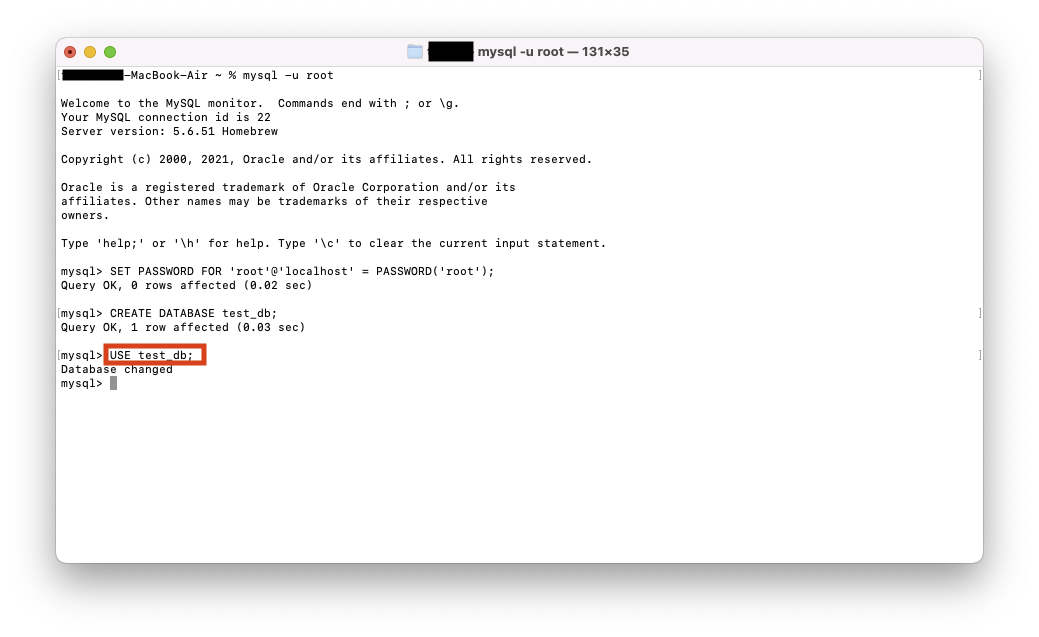 mysql -u root — 131×35
-MacBook-Air ~ % mysql -u root
Welcome to the MySQL monitor.  Commands end with ; or \g.
Your MySQL connection id is 22
Server version: 5.6.51 Homebrew
Copyright (c) 2000, 2021, Oracle and/or its affiliates. All rights reserved.
Oracle is a registered trademark of Oracle Corporation and/or its
affiliates. Other names may be trademarks of their respective
owners.
Type 'help;' or '\h' for help. Type '\c' to clear the current input statement.
mysql> SET PASSWORD FOR 'root'@'localhost' = PASSWORD('root');
Query OK, 0 rows affected (0.02 sec)
[mysql> CREATE DATABASE test_db; ]
Query OK, 1 row affected (0.03 sec)
[mysql> USE test_db; ]
Database changed
mysql>